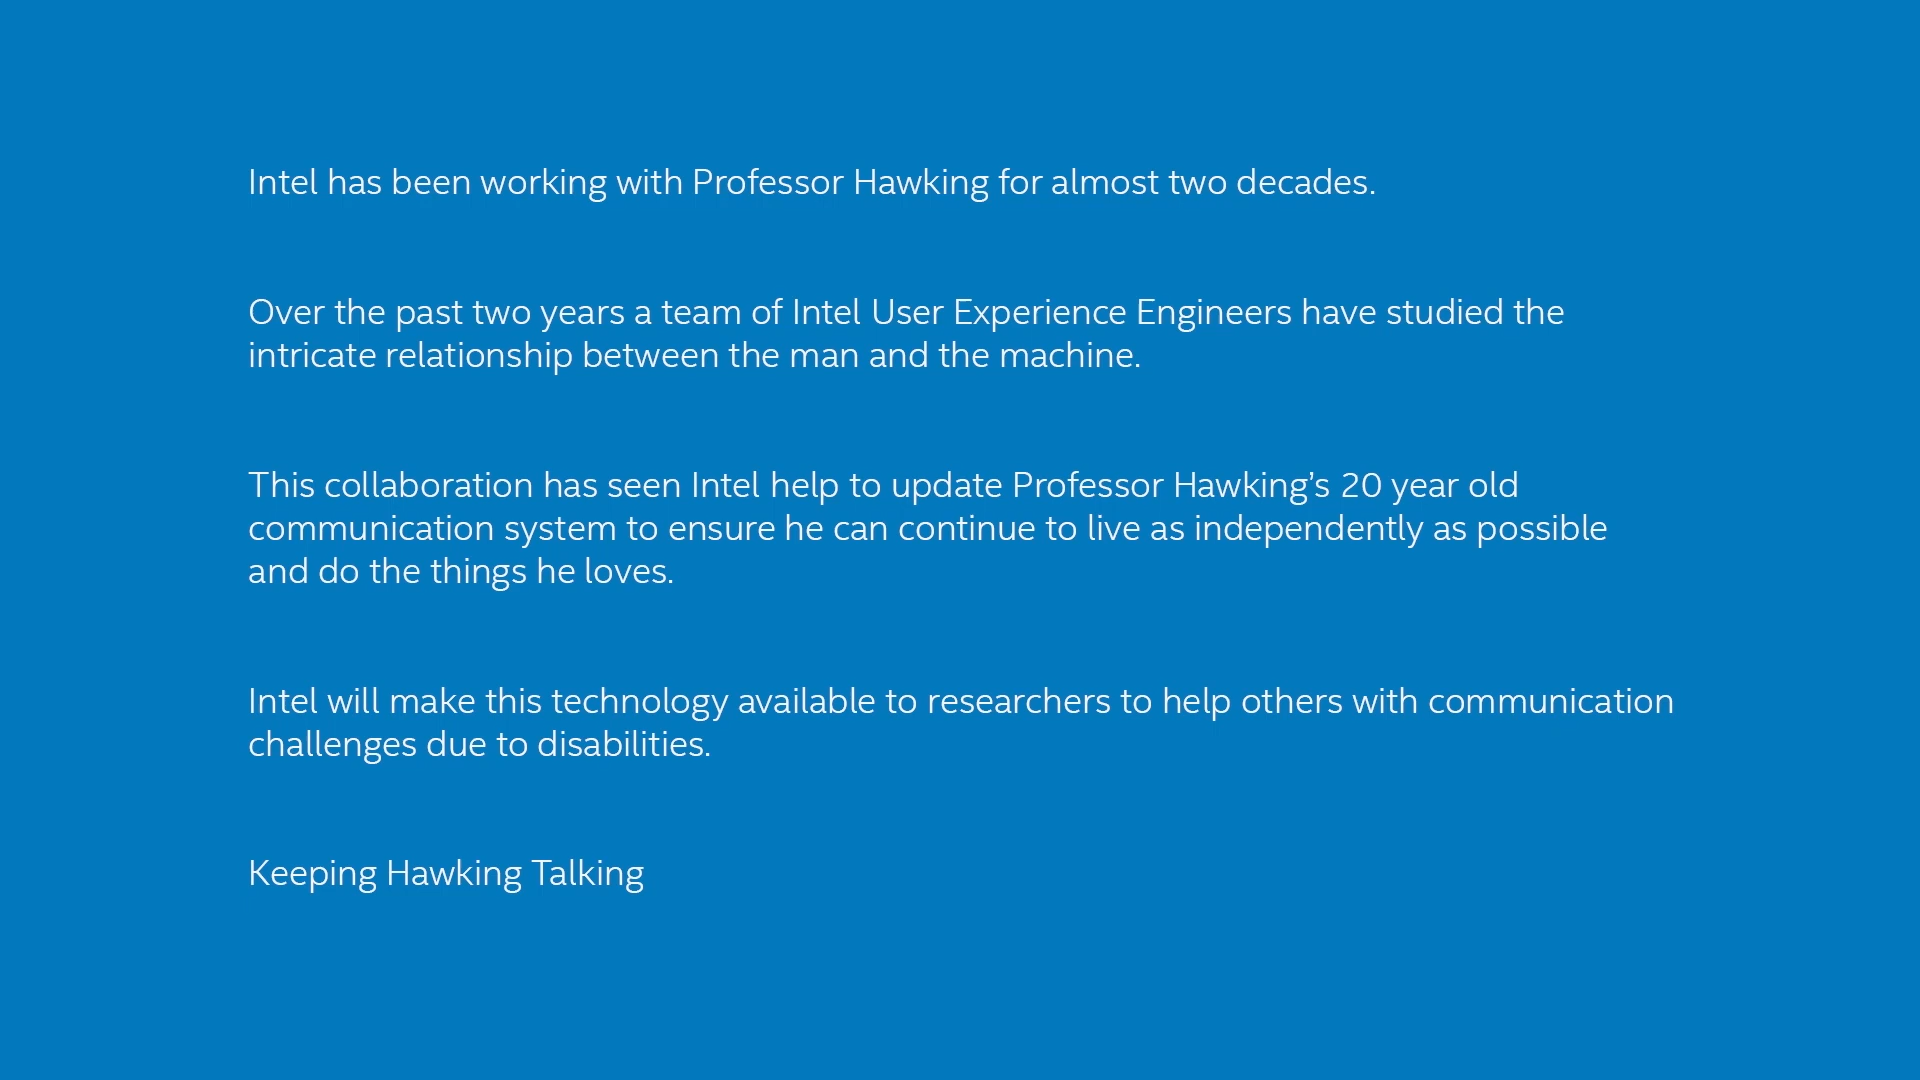 Intel has been working with Professor Hawking for almost two decades.
Over the past two years a team of Intel User Experience Engineers have studied the
intricate relationship between the man and the machine.
This collaboration has seen Intel help to update Professor Hawking’s 20 year old
communication system to ensure he can continue to live as independently as possible
and do the things he loves.
Intel will make this technology available to researchers to help others with communication
challenges due to disabilities.
Keeping Hawking Talking